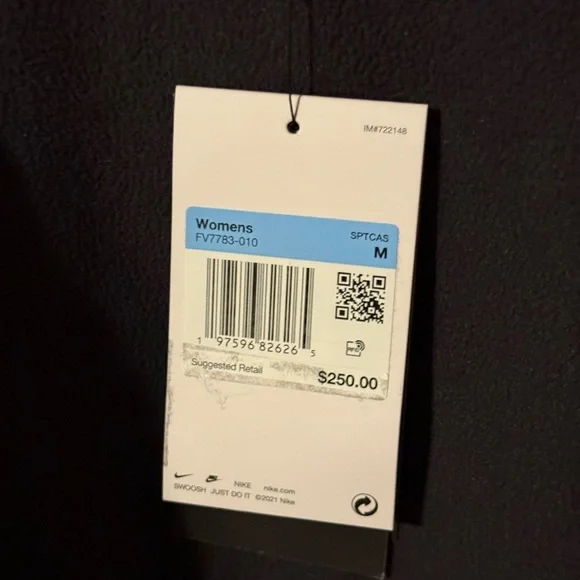 IM#722148
Womens
FV7783-010
SPTCAS
M
1 97596 82626 5
RFID
Suggested Retail
$250.00
NIKE nike.com
SWOOSH JUST DO IT ©2021 Nike